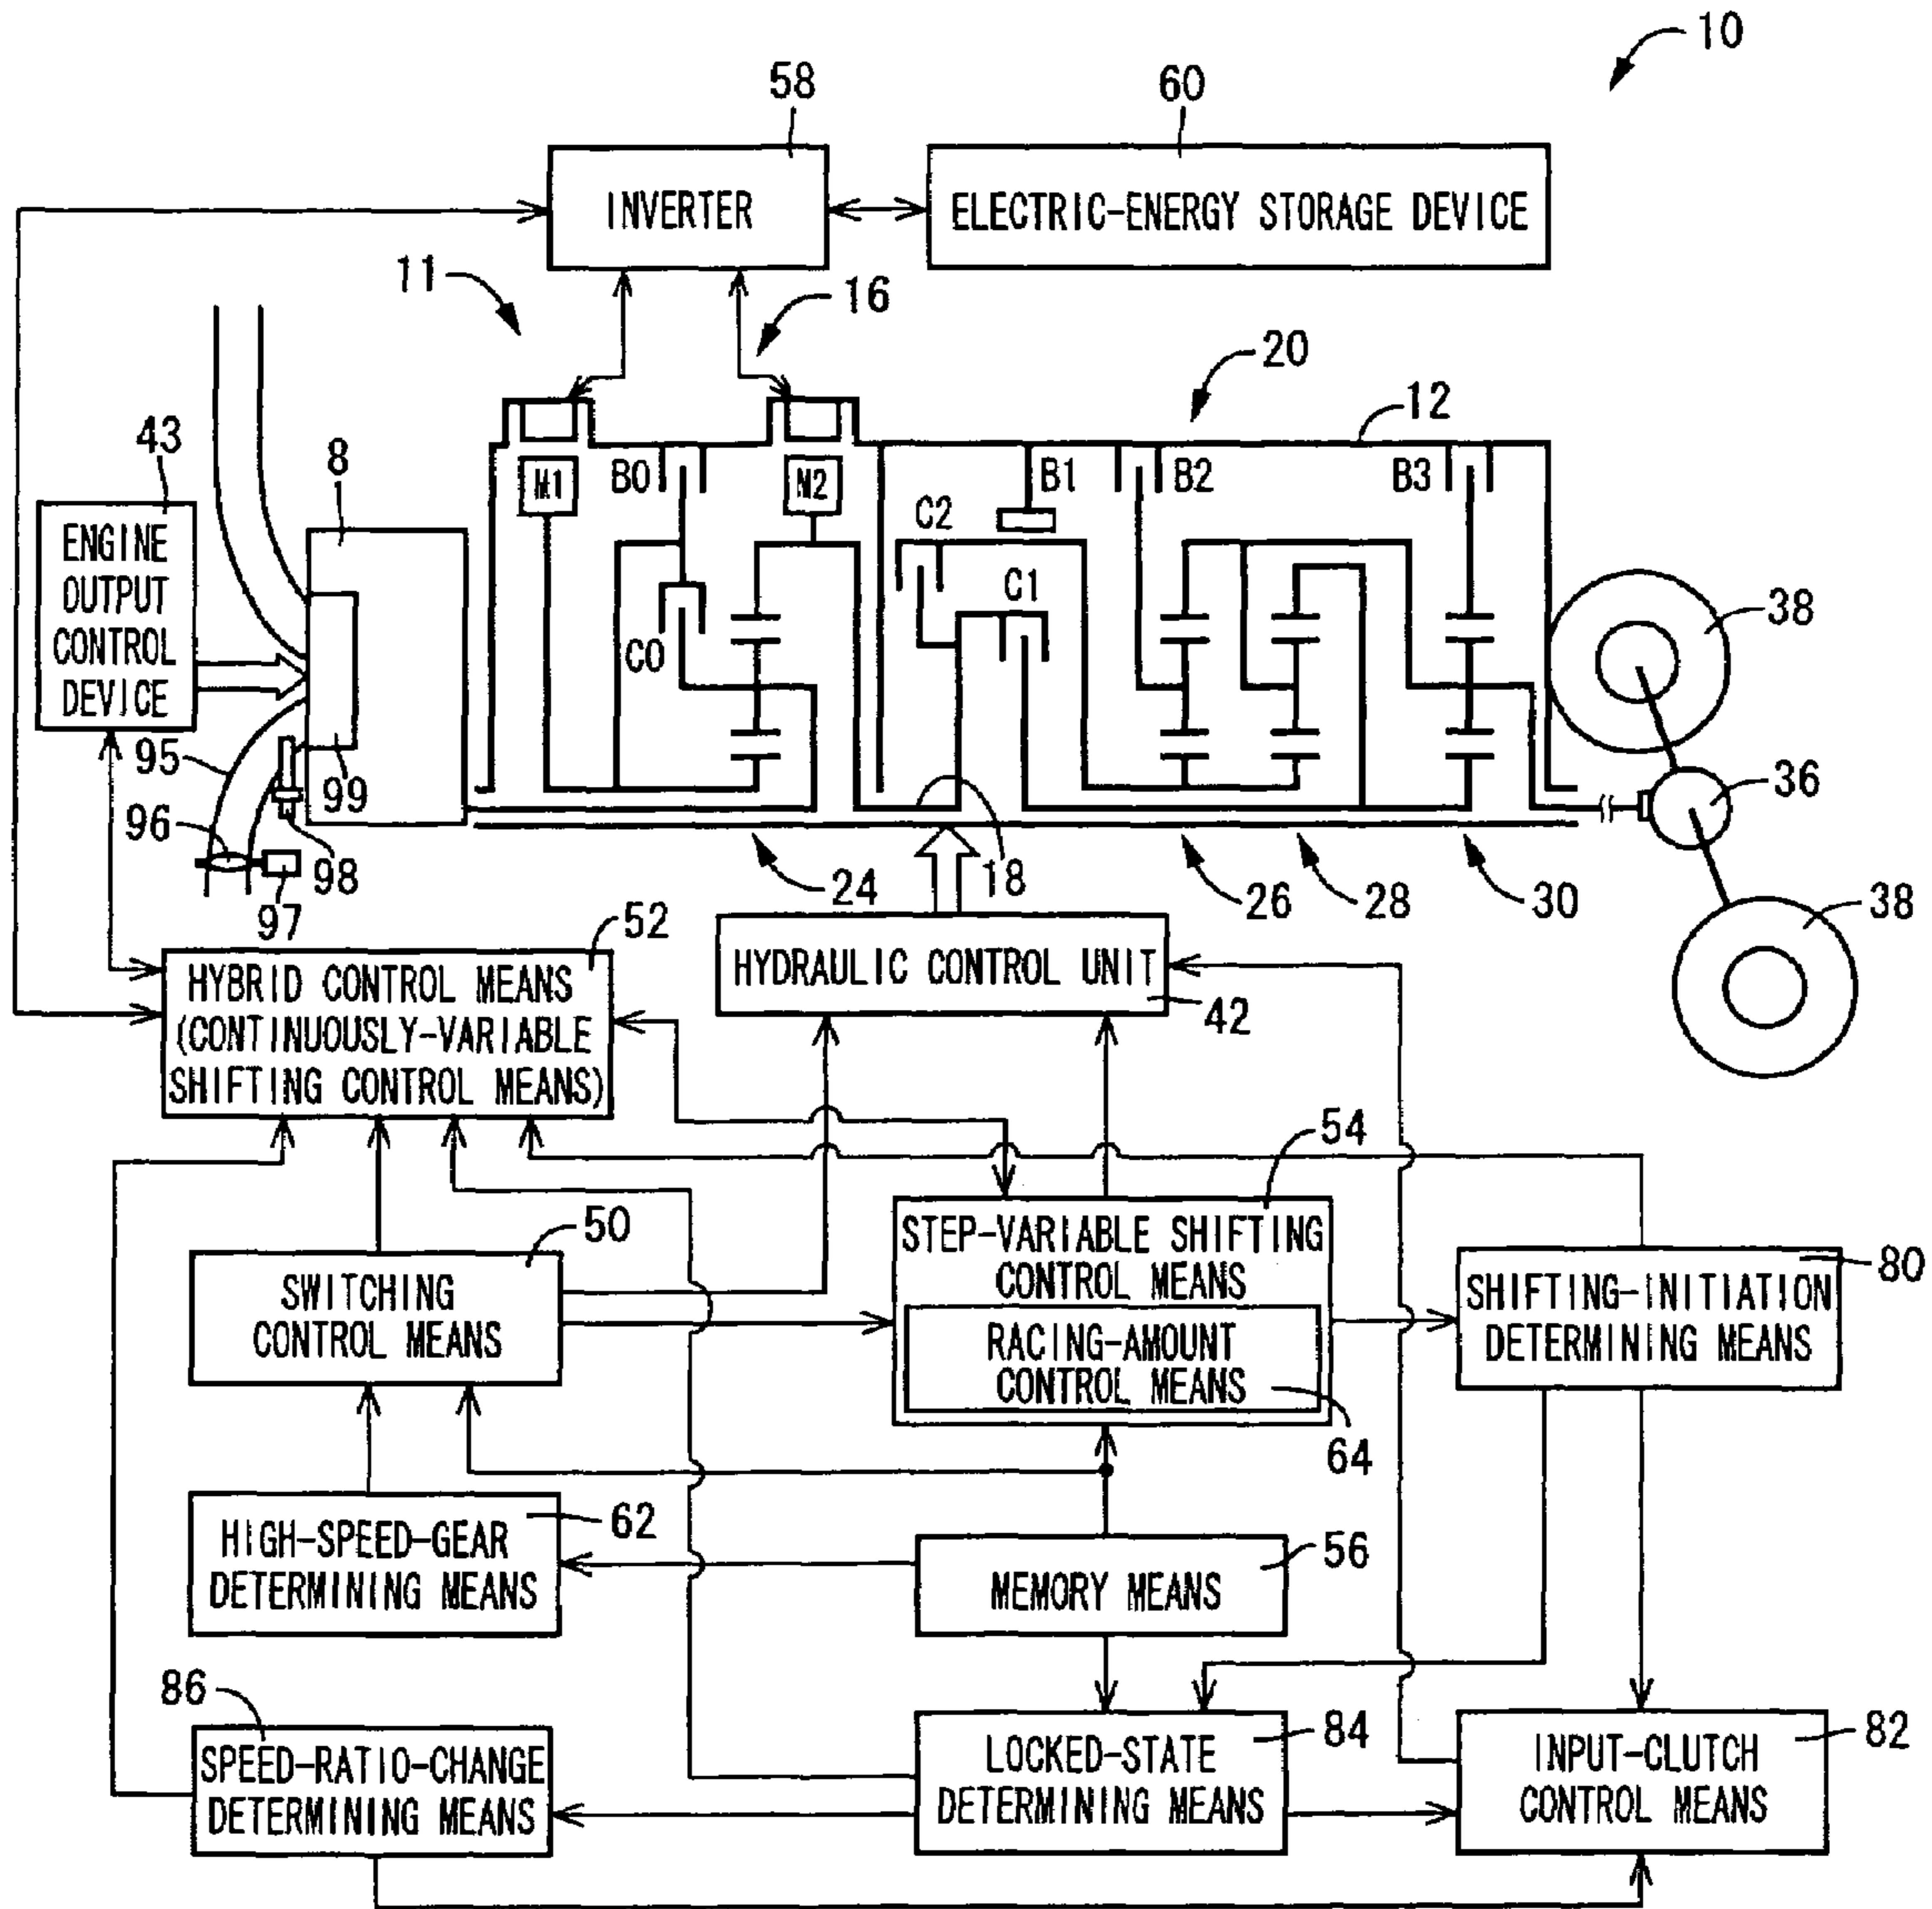 10
58
60
INVERTER
ELECTRIC-ENERGY STORAGE DEVICE
11
16
20
12
43
8
M1
B0
M2
B1
B2
B3
C2
C1
C0
ENGINE
OUTPUT
CONTROL
DEVICE
38
36
95
99
96
98
97
24
18
26
28
30
38
52
HYBRID CONTROL MEANS
(CONTINUOUSLY-VARIABLE
SHIFTING CONTROL MEANS)
HYDRAULIC CONTROL UNIT
42
54
50
STEP-VARIABLE SHIFTING
CONTROL MEANS
80
SWITCHING
CONTROL MEANS
RACING-AMOUNT
CONTROL MEANS
SHIFTING-INITIATION
DETERMINING MEANS
64
62
HIGH-SPEED-GEAR
DETERMINING MEANS
56
MEMORY MEANS
86
SPEED-RATIO-CHANGE
DETERMINING MEANS
84
LOCKED-STATE
DETERMINING MEANS
82
INPUT-CLUTCH
CONTROL MEANS